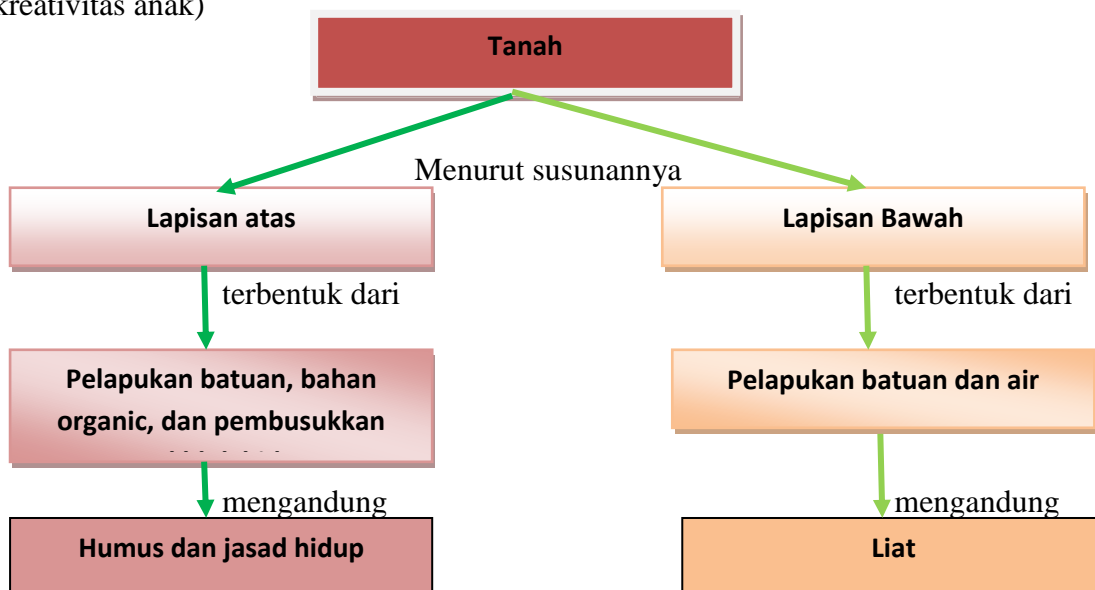 kreativitas anak)
Tanah
Menurut susunannya
Lapisan atas
Lapisan Bawah
terbentuk dari
terbentuk dari
Pelapukan batuan, bahan
organic, dan pembusukkan
Pelapukan batuan dan air
mengandung
mengandung
Humus dan jasad hidup
Liat